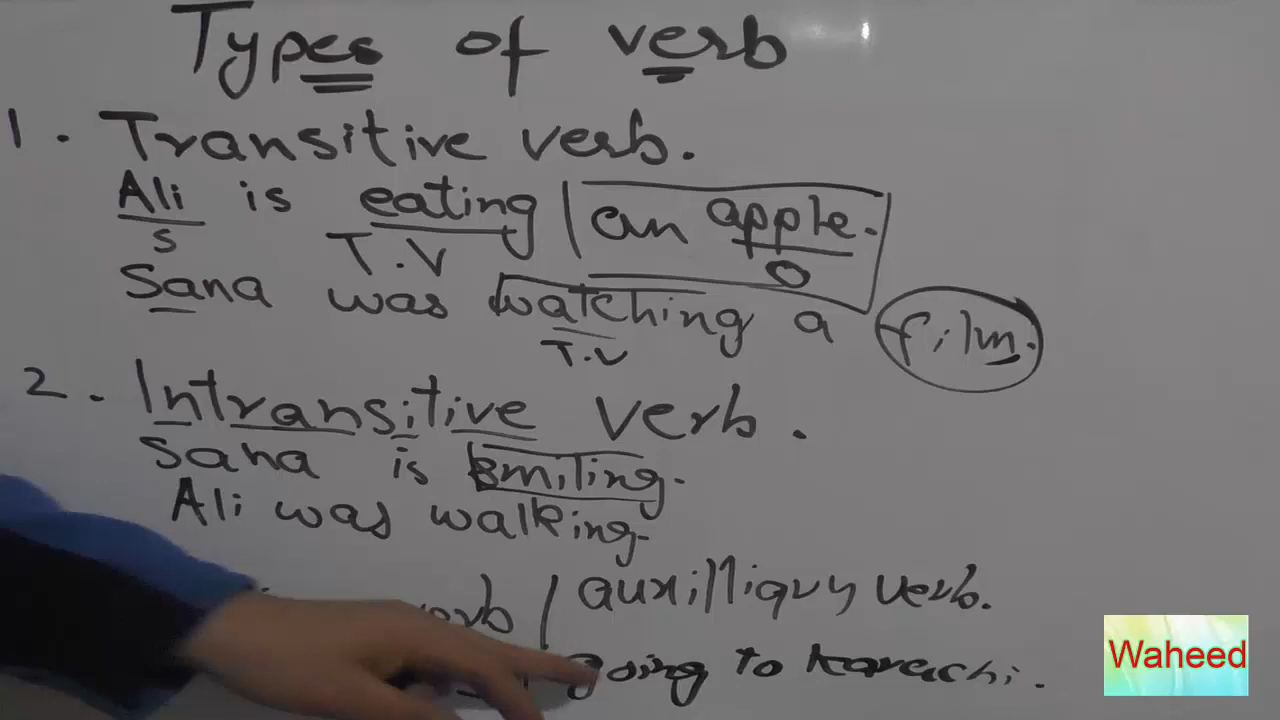 Types of verb
1. Transitive verb.
Ali is eating | an apple.
S T.V O
Sana was watching a film.
T.V
2. Intransitive verb.
Sana is smiling.
Ali was walking.
verb / auxilliary verb.
going to karachi.
Waheed